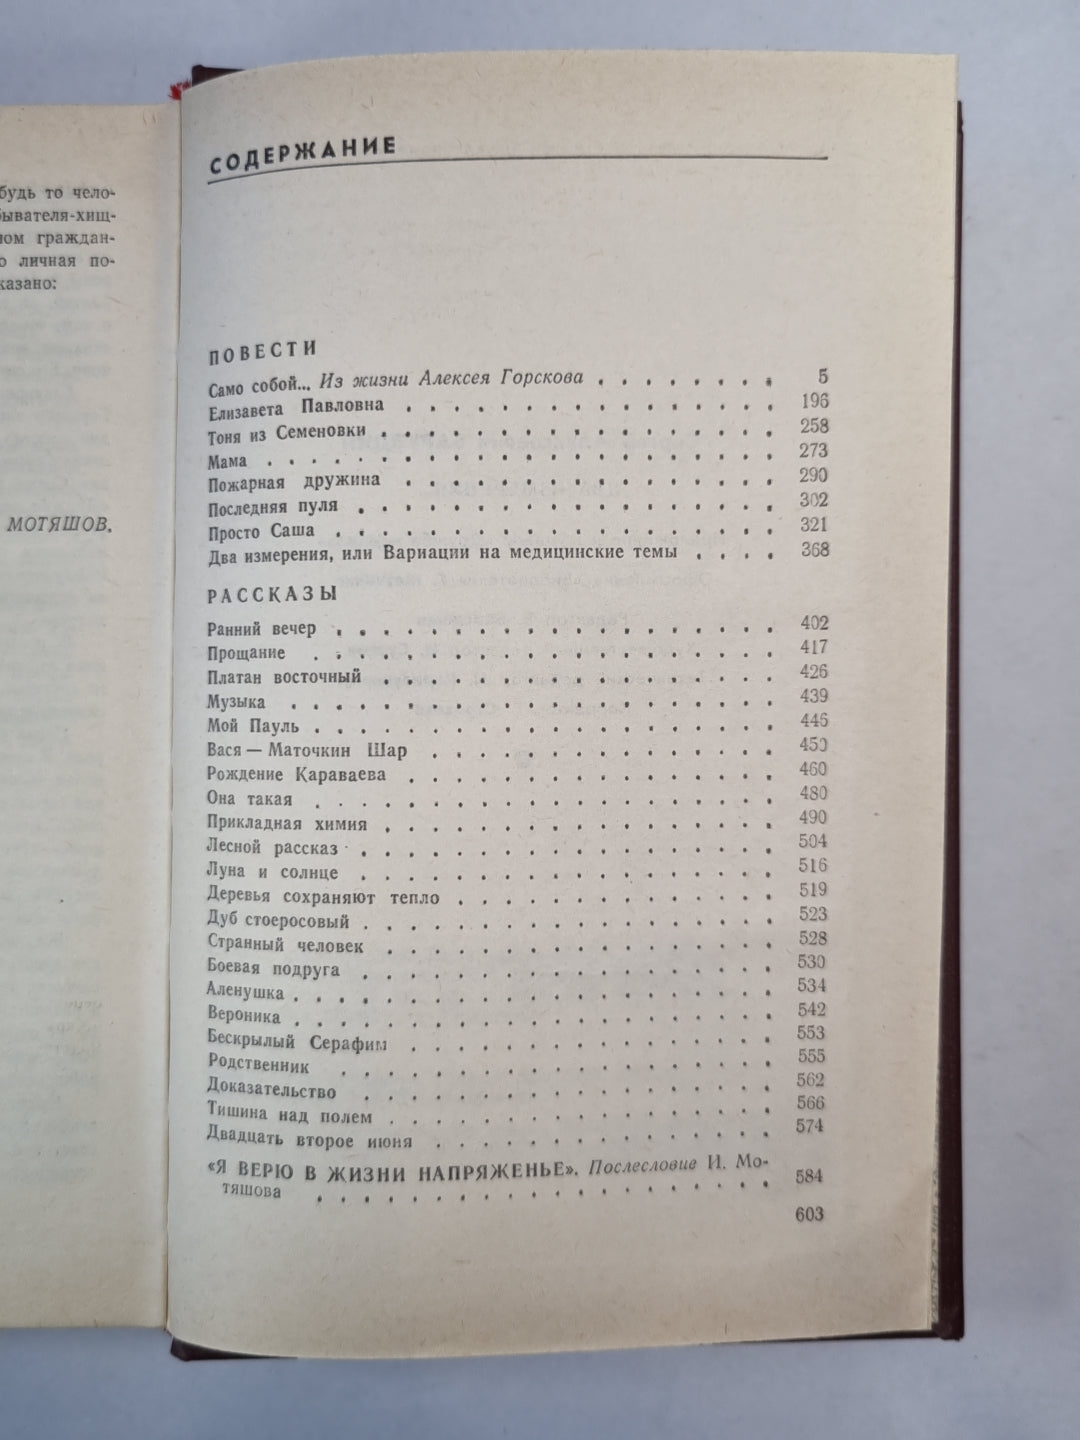 будь то чело-
бывателя-хищ-
ном граждан-
о личная по-
казано:
МОТЯШОВ.
СОДЕРЖАНИЕ
ПОВЕСТИ
Само собой... Из жизни Алексея Горскова . . . . . . . . 5
Елизавета Павловна . . . . . . . . . . . . . . . . 196
Тоня из Семеновки . . . . . . . . . . . . . . . . . 258
Мама . . . . . . . . . . . . . . . . . . . . . . 273
Пожарная дружина . . . . . . . . . . . . . . . . 290
Последняя пуля . . . . . . . . . . . . . . . . . . 302
Просто Саша . . . . . . . . . . . . . . . . . . . 321
Два измерения, или Вариации на медицинские темы . . . . 368
РАССКАЗЫ
Ранний вечер . . . . . . . . . . . . . . . . . . . 402
Прощание . . . . . . . . . . . . . . . . . . . . 417
Платан восточный . . . . . . . . . . . . . . . . . 426
Музыка . . . . . . . . . . . . . . . . . . . . . 439
Мой Пауль . . . . . . . . . . . . . . . . . . . . 446
Вася — Маточкин Шар . . . . . . . . . . . . . . . 450
Рождение Караваева . . . . . . . . . . . . . . . . 460
Она такая . . . . . . . . . . . . . . . . . . . . 480
Прикладная химия . . . . . . . . . . . . . . . . . 490
Лесной рассказ . . . . . . . . . . . . . . . . . . 504
Луна и солнце . . . . . . . . . . . . . . . . . . 516
Деревья сохраняют тепло . . . . . . . . . . . . . . 519
Дуб стоеросовый . . . . . . . . . . . . . . . . . . 523
Странный человек . . . . . . . . . . . . . . . . . 528
Боевая подруга . . . . . . . . . . . . . . . . . . 530
Аленушка . . . . . . . . . . . . . . . . . . . . . 534
Вероника . . . . . . . . . . . . . . . . . . . . . 542
Бескрылый Серафим . . . . . . . . . . . . . . . . 553
Родственник . . . . . . . . . . . . . . . . . . . 555
Доказательство . . . . . . . . . . . . . . . . . . 562
Тишина над полем . . . . . . . . . . . . . . . . . 566
Двадцать второе июня . . . . . . . . . . . . . . . 574
«Я ВЕРЮ В ЖИЗНИ НАПРЯЖЕНЬЕ». Послесловие И. Мо-
тяшова . . . . . . . . . . . . . . . . . . . . 584
603